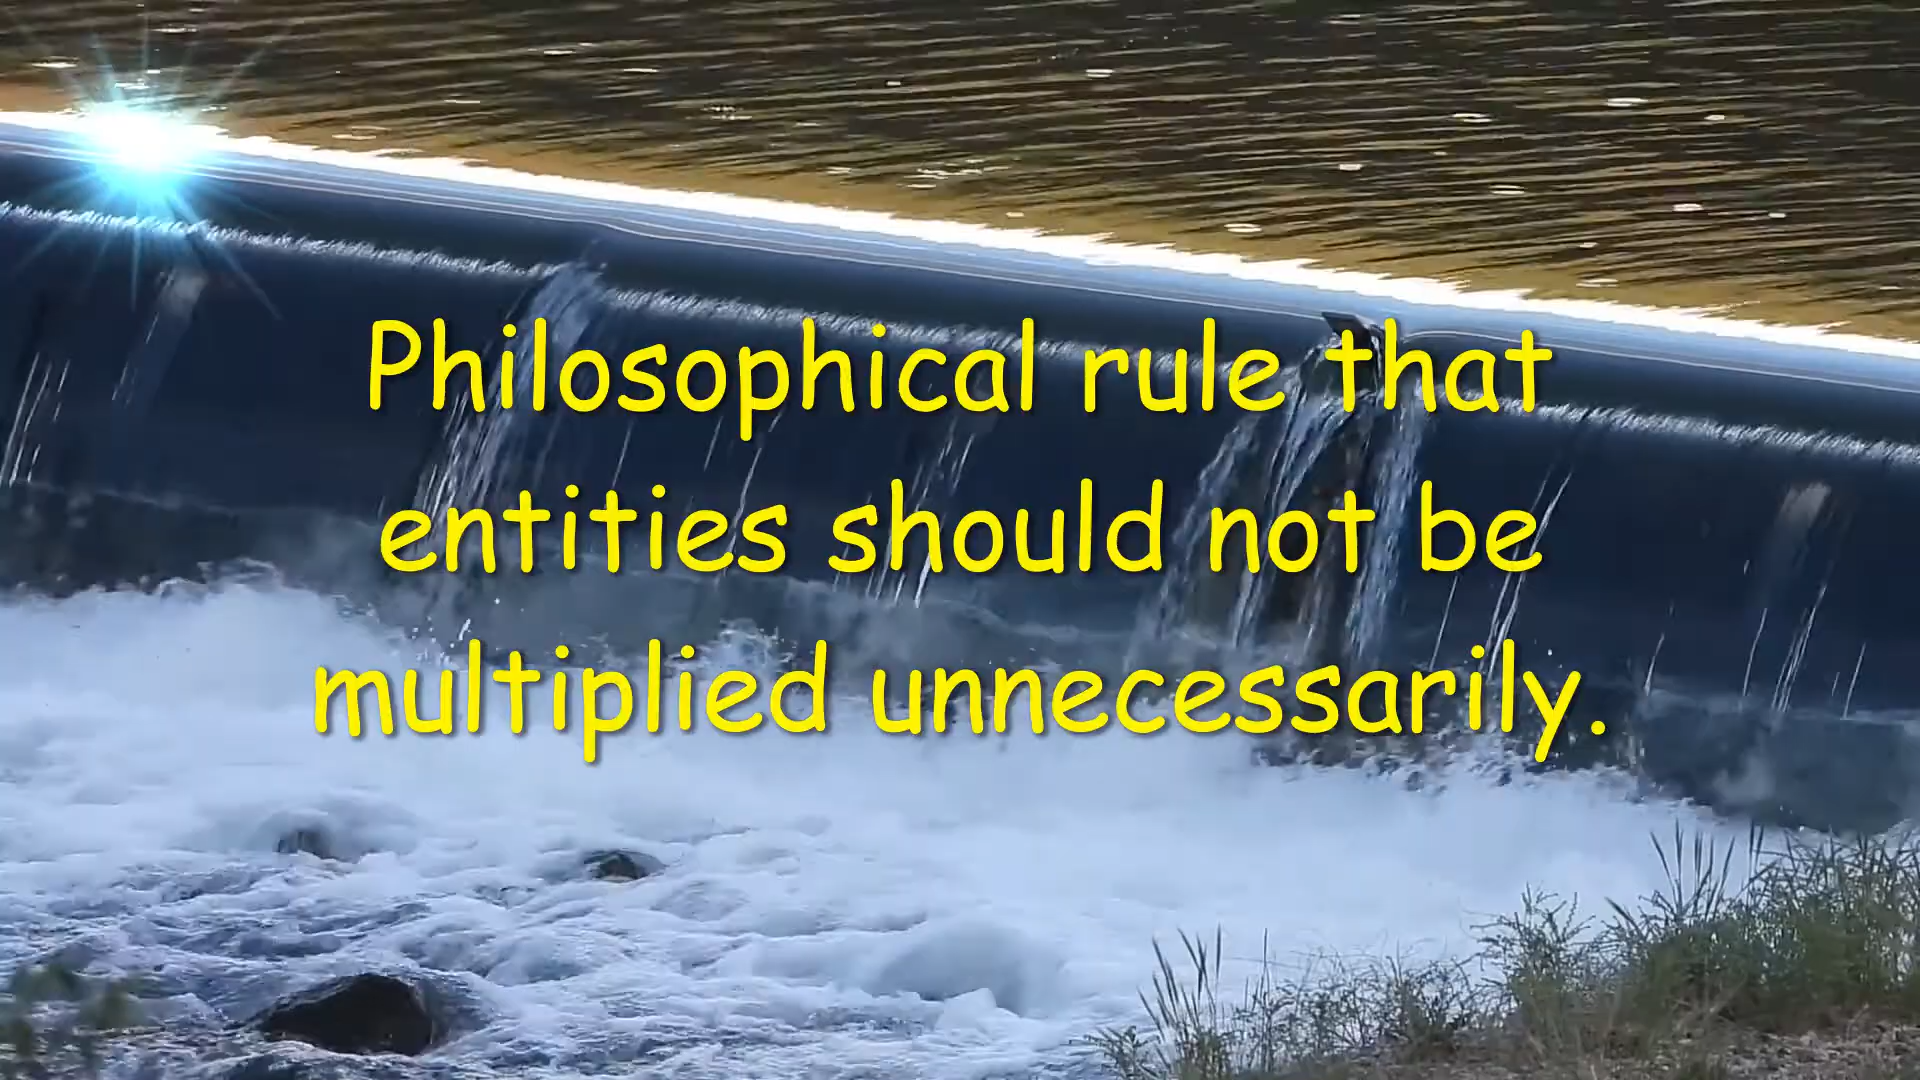 Philosophical rule that
entities should not be
multiplied unnecessarily.